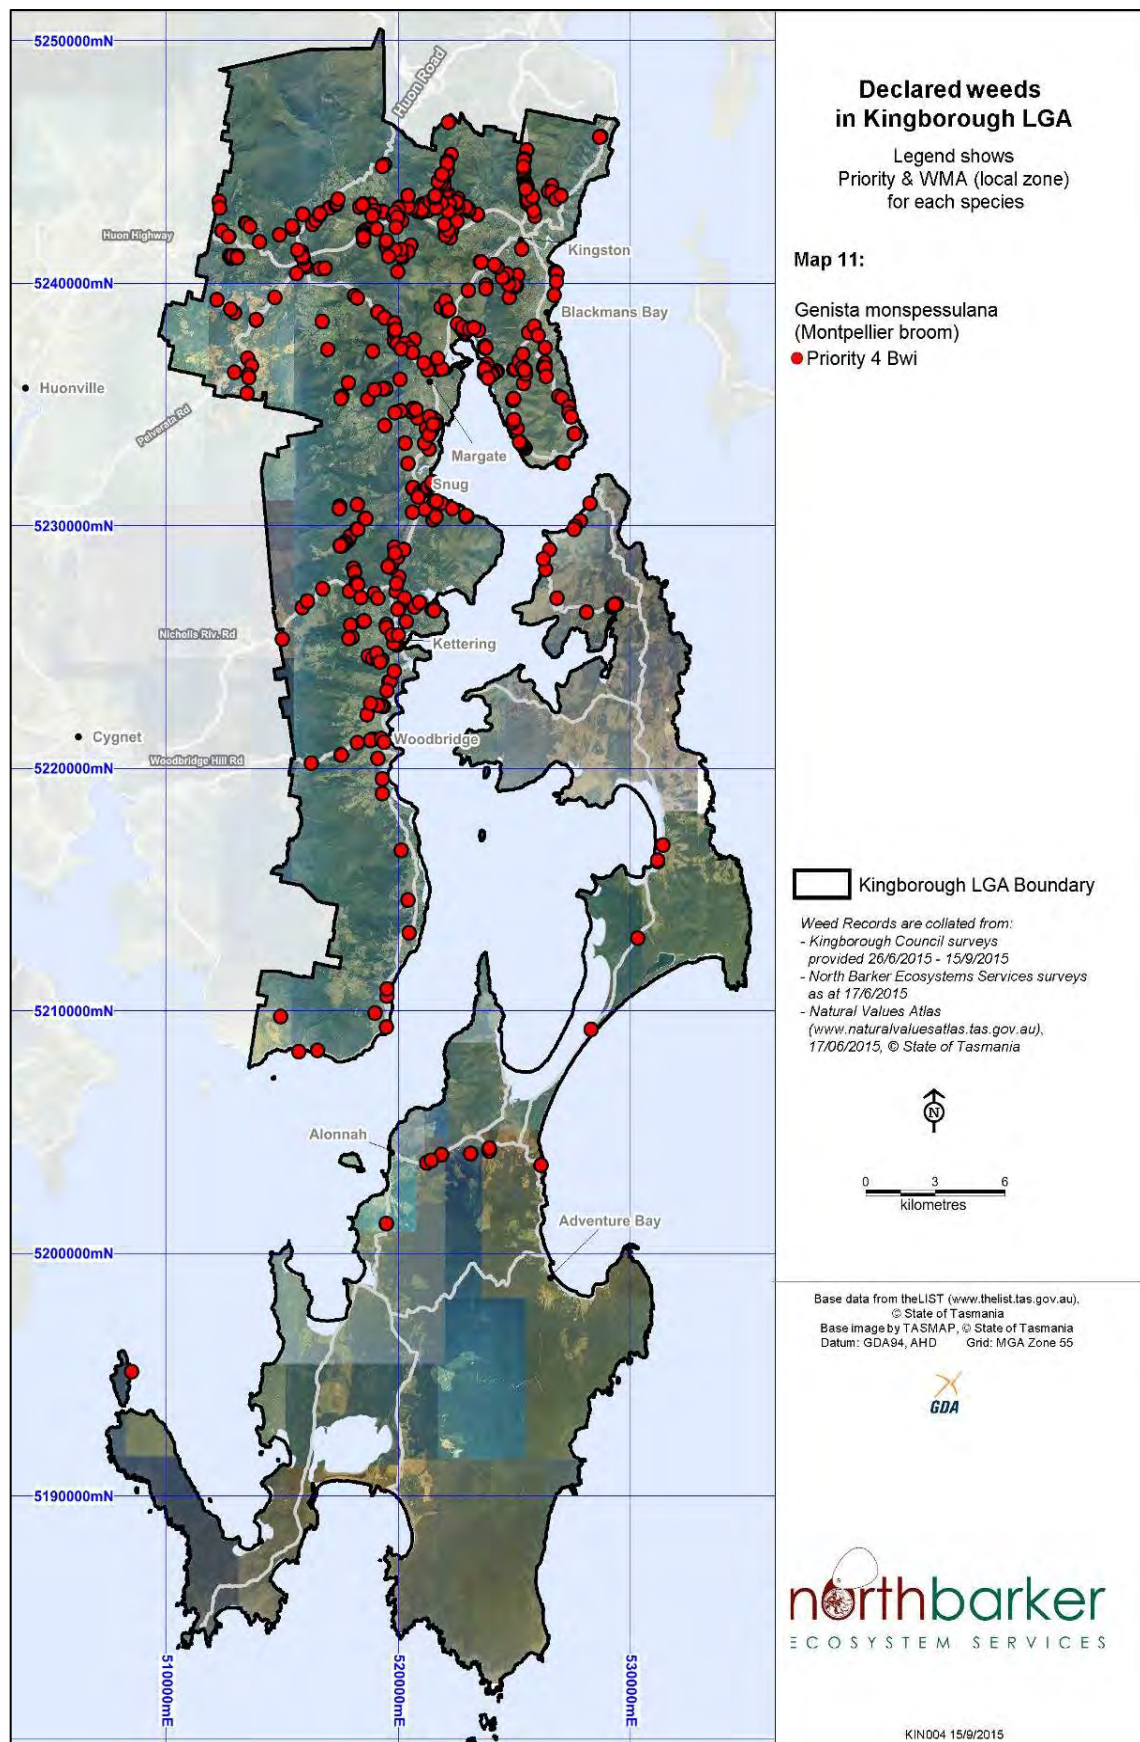 Declared weeds
in Kingborough LGA
Legend shows
Priority & WMA (local zone)
for each species
Map 11:
Genista monspessulana
(Montpellier broom)
Priority 4 Bwi
Kingborough LGA Boundary
Weed Records are collated from:
- Kingborough Council surveys
provided 26/6/2015 - 15/9/2015
- North Barker Ecosystems Services surveys
as at 17/6/2015
- Natural Values Atlas
(www.naturalvaluesatlas.tas.gov.au),
17/06/2015, © State of Tasmania
N
0 3 6
kilometres
Base data from theLIST (www.thelist.tas.gov.au),
© State of Tasmania
Base image by TASMAP, © State of Tasmania
Datum: GDA94, AHD Grid: MGA Zone 55
GDA
northbarker
ECOSYSTEM SERVICES
KIN004 15/9/2015
5250000mN
Huon Road
Huon Highway
Kingston
5240000mN
Blackmans Bay
Huonville
Pelverata Rd
Margate
Snug
5230000mN
Nicholls Riv. Rd
Kettering
Cygnet
Woodbridge
Woodbridge Hill Rd
5220000mN
5210000mN
Alonnah
Adventure Bay
5200000mN
5190000mN
510000mE
520000mE
530000mE